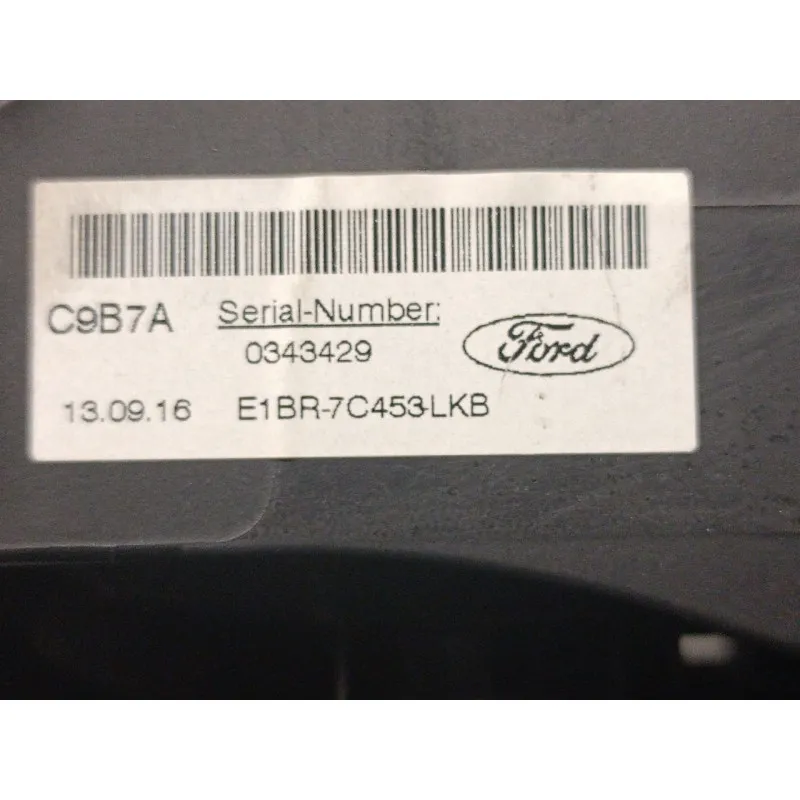 C9B7A Serial-Number:
0343429 Ford
13.09.16 E1BR-7C453-LKB